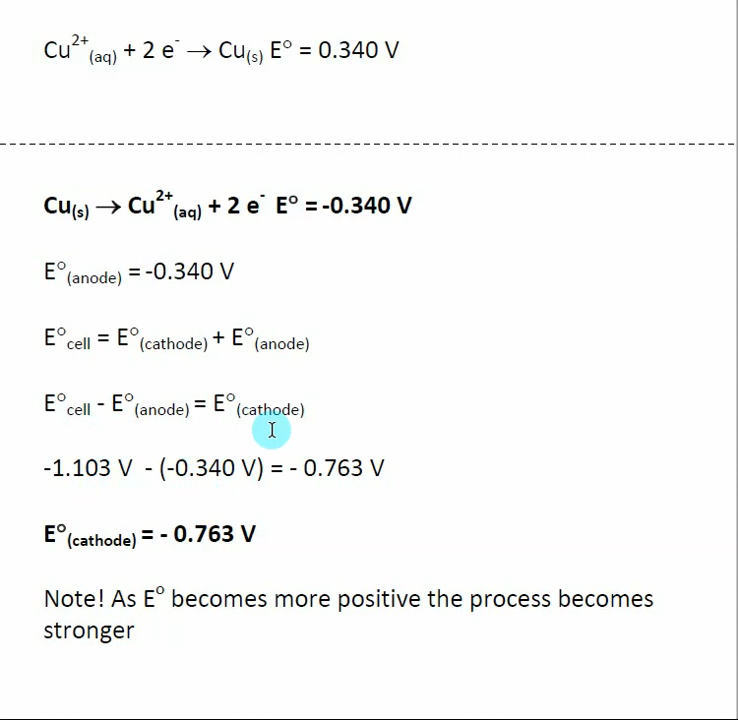 Cu²⁺(aq) + 2 e⁻ → Cu(s) E° = 0.340 V
Cu(s) → Cu²⁺(aq) + 2 e⁻ E° = -0.340 V
E°(anode) = -0.340 V
E°cell = E°(cathode) + E°(anode)
E°cell - E°(anode) = E°(cathode)
-1.103 V - (-0.340 V) = - 0.763 V
E°(cathode) = - 0.763 V
Note! As E° becomes more positive the process becomes
stronger